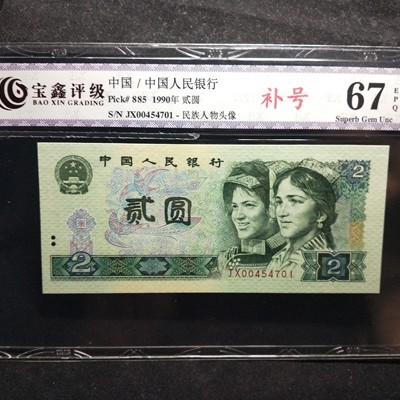 宝鑫评级
BAO XIN GRADING
中国 / 中国人民银行
Pick# 885 1990年 贰圆
S/N JX00454701 - 民族人物头像
补号
67
E
P
Q
Superb Gem Unc
中国人民银行
2
贰圆
2
2
JX00454701